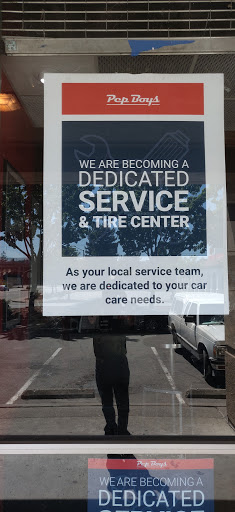 Pep Boys
WE ARE BECOMING A
DEDICATED
SERVICE
& TIRE CENTER
As your local service team,
we are dedicated to your car
care needs.
Pep Boys
WE ARE BECOMING A
DEDICATED
SERVICE